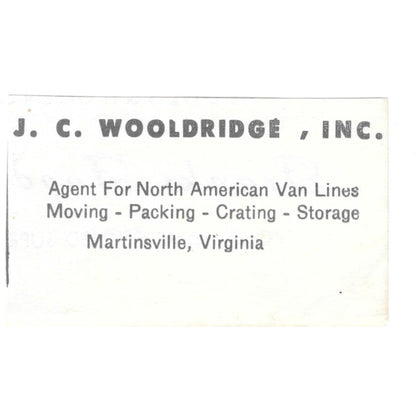 J. C. WOOLDRIDGE , INC.
Agent For North American Van Lines
Moving - Packing - Crating - Storage
Martinsville, Virginia